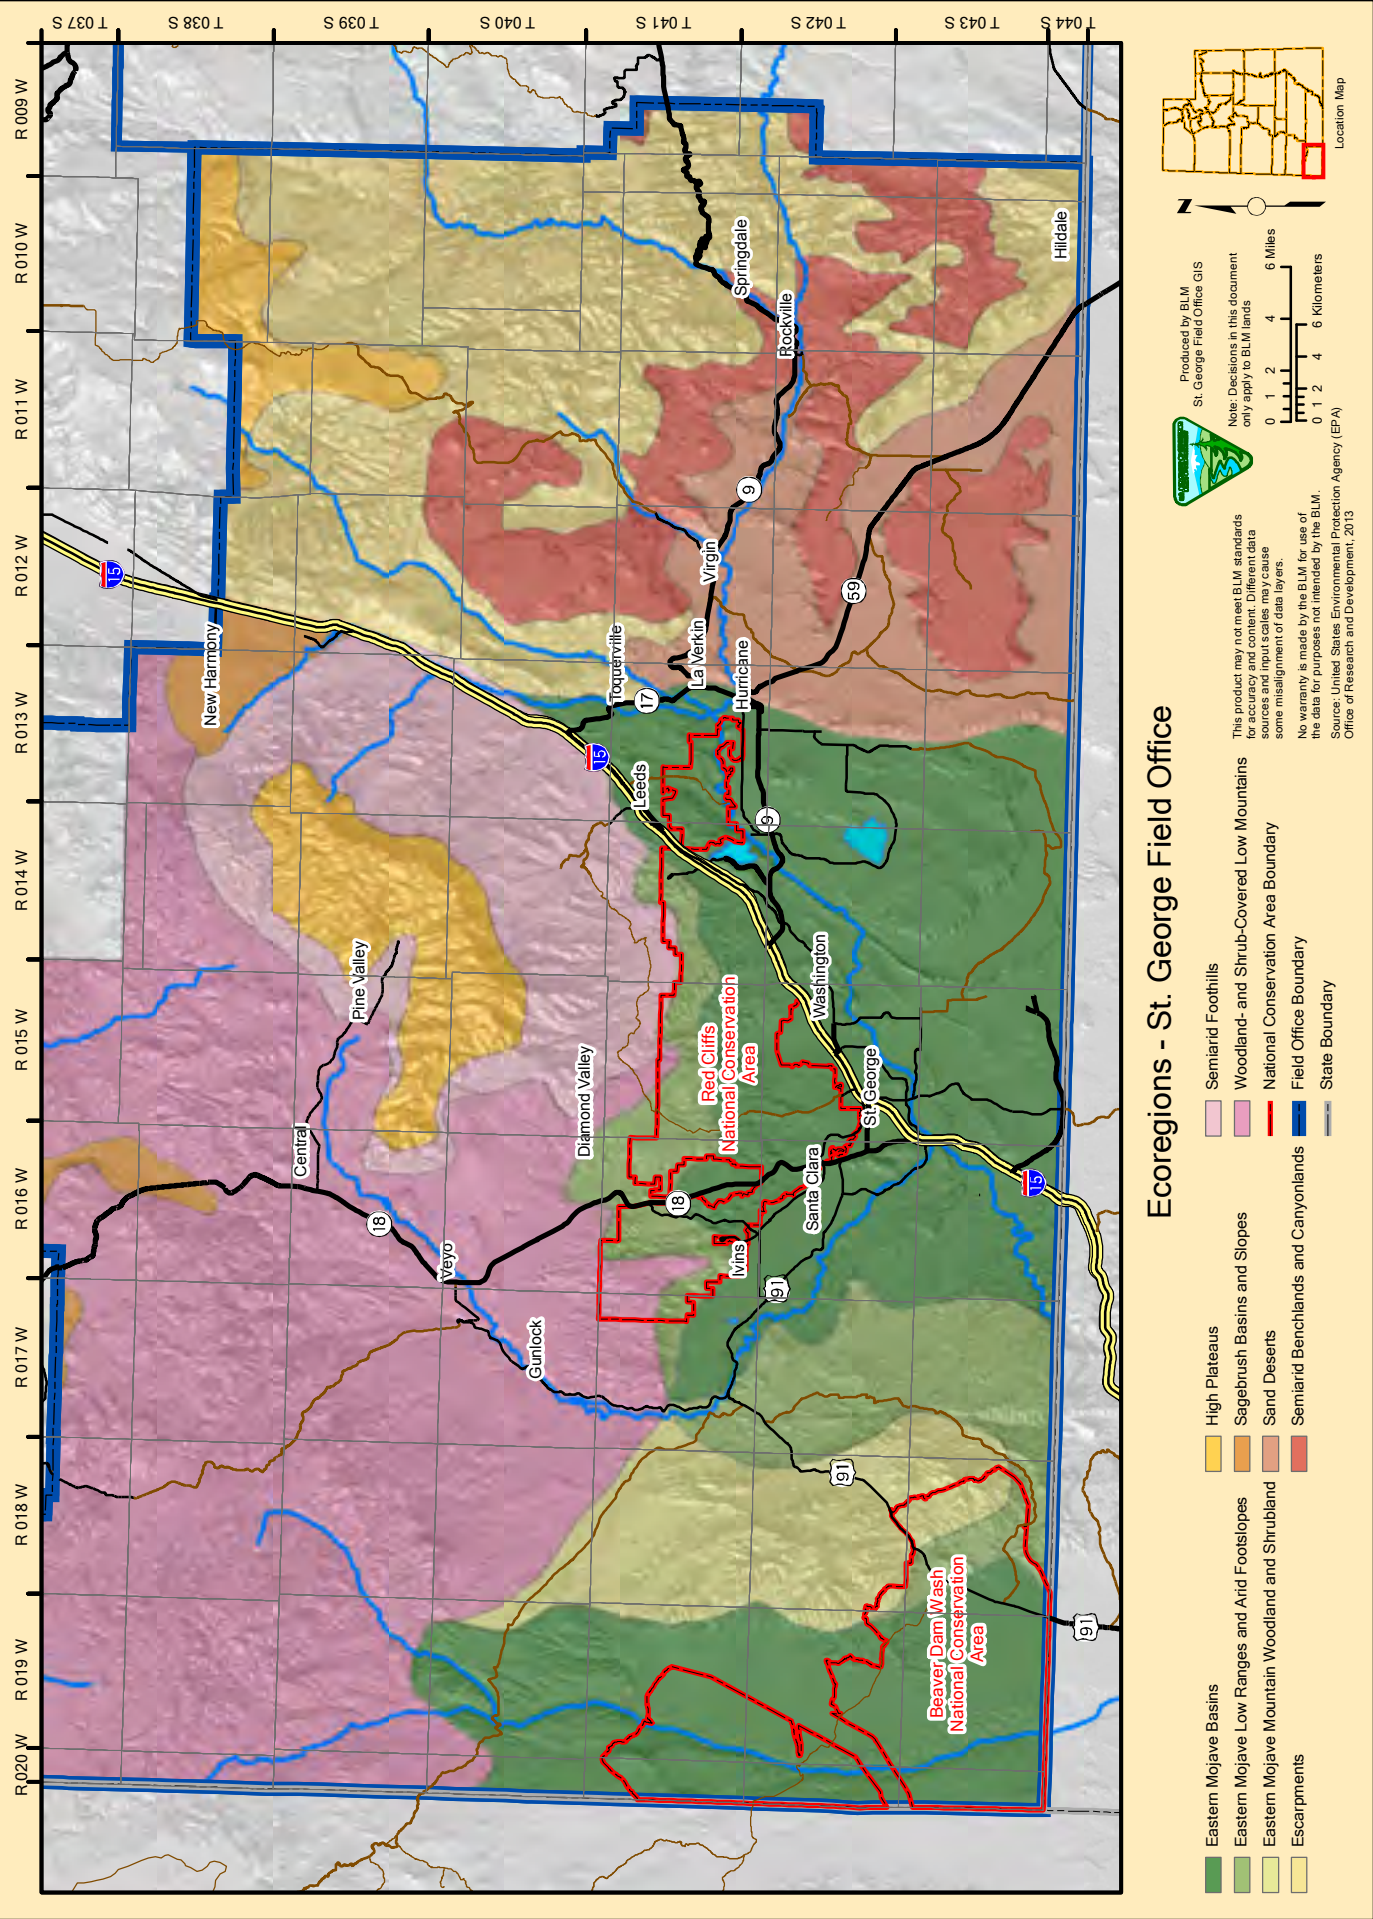 T 037 S
T 038 S
T 039 S
T 040 S
T 041 S
T 042 S
T 043 S
T 044 S
R 020 W
R 019 W
R 018 W
R 017 W
R 016 W
R 015 W
R 014 W
R 013 W
R 012 W
R 011 W
R 010 W
R 009 W
15
New Harmony
Pine Valley
Central
18
Veyo
Gunlock
Diamond Valley
Toquerville
17
15
Leeds
La Verkin
Virgin
Hurricane
9
Springdale
Rockville
Hildale
59
9
Red Cliffs
National Conservation
Area
Washington
St. George
Santa Clara
18
Ivins
91
91
15
Beaver Dam Wash
National Conservation
Area
91
Ecoregions - St. George Field Office
Eastern Mojave Basins
Eastern Mojave Low Ranges and Arid Footslopes
Eastern Mojave Mountain Woodland and Shrubland
Escarpments
High Plateaus
Sagebrush Basins and Slopes
Sand Deserts
Semiarid Benchlands and Canyonlands
Semiarid Foothills
Woodland- and Shrub-Covered Low Mountains
National Conservation Area Boundary
Field Office Boundary
State Boundary
This product may not meet BLM standards
for accuracy and content. Different data
sources and input scales may cause
some misalignment of data layers.
No warranty is made by the BLM for use of
the data for purposes not intended by the BLM.
Source: United States Environmental Protection Agency (EPA)
Office of Research and Development, 2013
Produced by BLM
St. George Field Office GIS
Note: Decisions in this document
only apply to BLM lands
0 1 2 4 6 Miles
0 1 2 4 6 Kilometers
N
Location Map